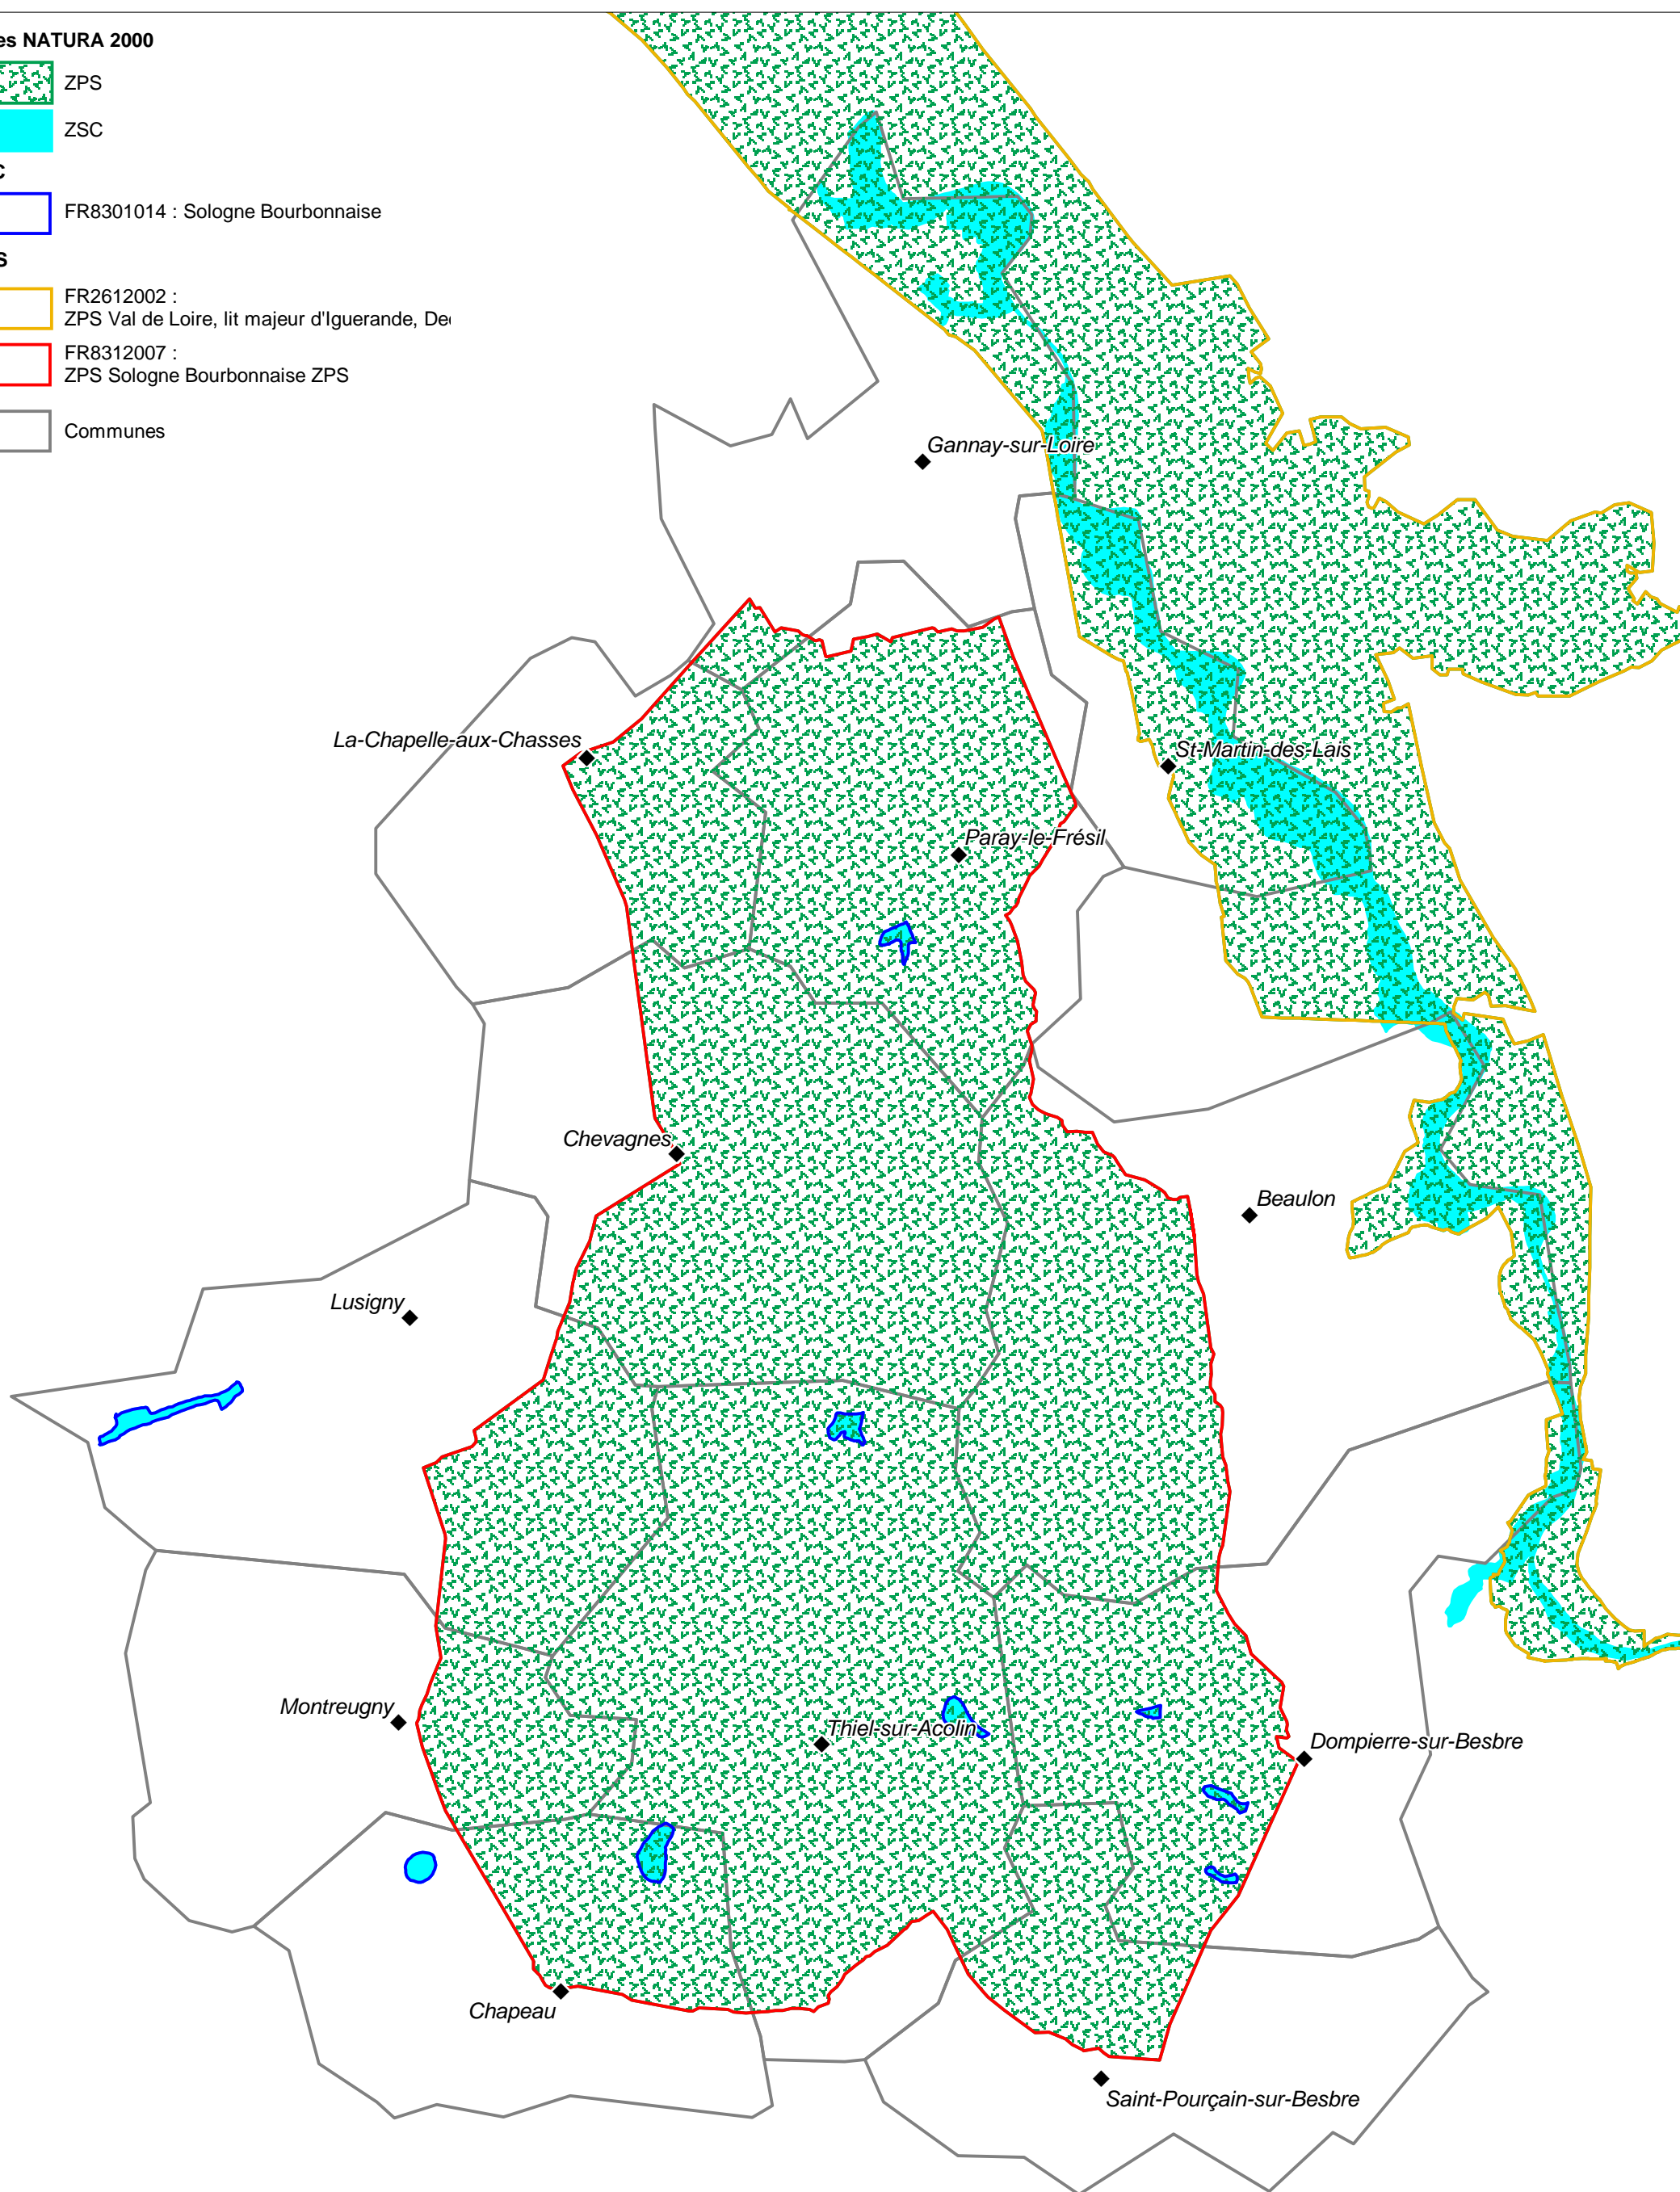 es NATURA 2000
ZPS
ZSC
C
FR8301014 : Sologne Bourbonnaise
S
FR2612002 :
ZPS Val de Loire, lit majeur d'Iguerande, De
FR8312007 :
ZPS Sologne Bourbonnaise ZPS
Communes
Gannay-sur-Loire
La-Chapelle-aux-Chasses
St-Martin-des-Lais
Paray-le-Frésil
Chevagnes
Beaulon
Lusigny
Montreugny
Thiel-sur-Acolin
Dompierre-sur-Besbre
Chapeau
Saint-Pourçain-sur-Besbre